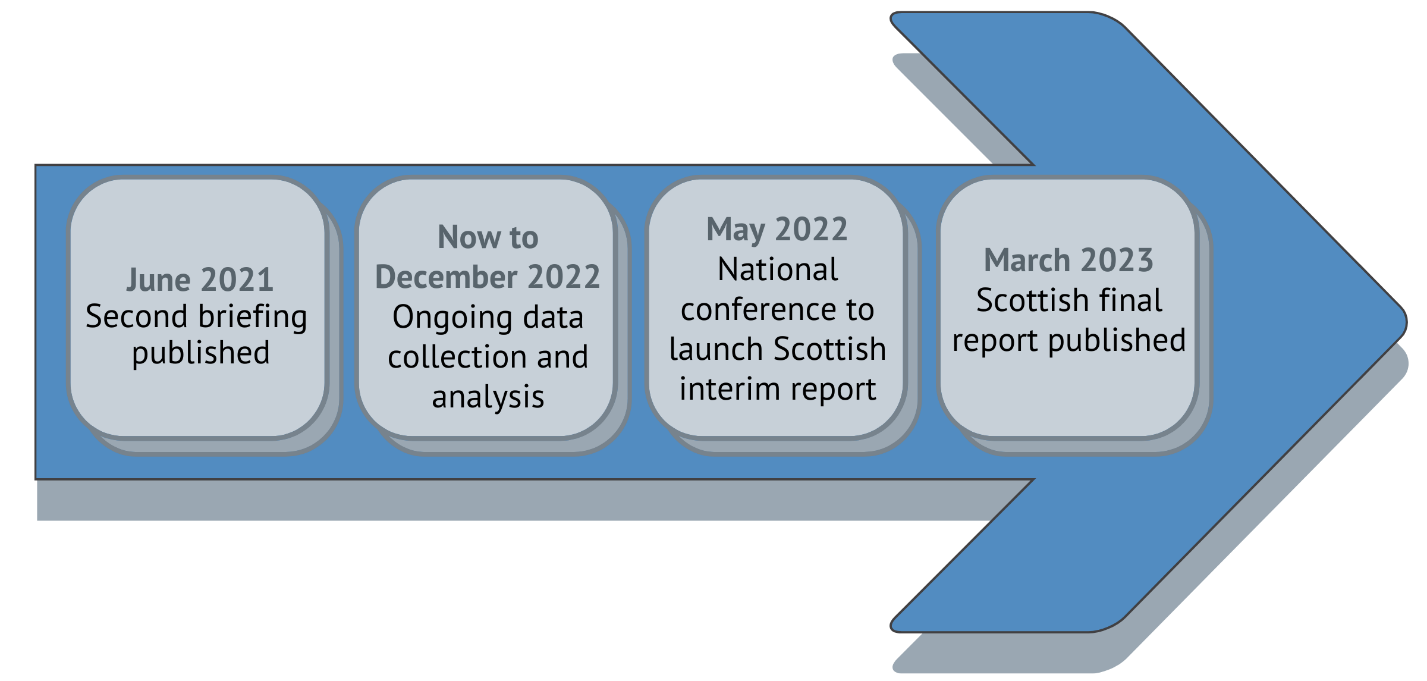 June 2021
Second briefing
published
Now to
December 2022
Ongoing data
collection and
analysis
May 2022
National
conference to
launch Scottish
interim report
March 2023
Scottish final
report published